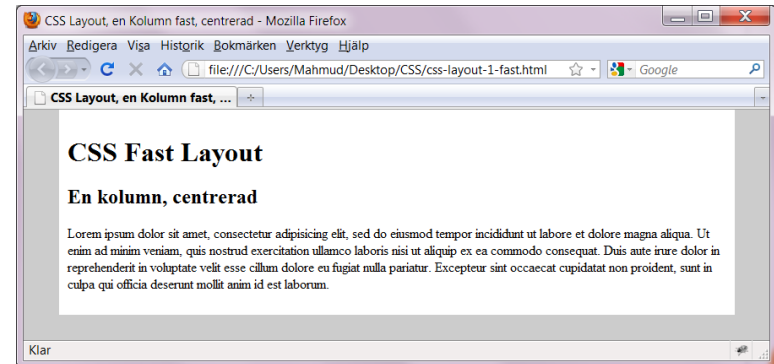 CSS Layout, en Kolumn fast, centrerad - Mozilla Firefox
Arkiv Redigera Visa Historik Bokmärken Verktyg Hjälp
file:///C:/Users/Mahmud/Desktop/CSS/css-layout-1-fast.html Google
CSS Layout, en Kolumn fast, ...
CSS Fast Layout
En kolumn, centrerad
Lorem ipsum dolor sit amet, consectetur adipisicing elit, sed do eiusmod tempor incididunt ut labore et dolore magna aliqua. Ut
enim ad minim veniam, quis nostrud exercitation ullamco laboris nisi ut aliquip ex ea commodo consequat. Duis aute irure dolor in
reprehenderit in voluptate velit esse cillum dolore eu fugiat nulla pariatur. Excepteur sint occaecat cupidatat non proident, sunt in
culpa qui officia deserunt mollit anim id est laborum.
Klar